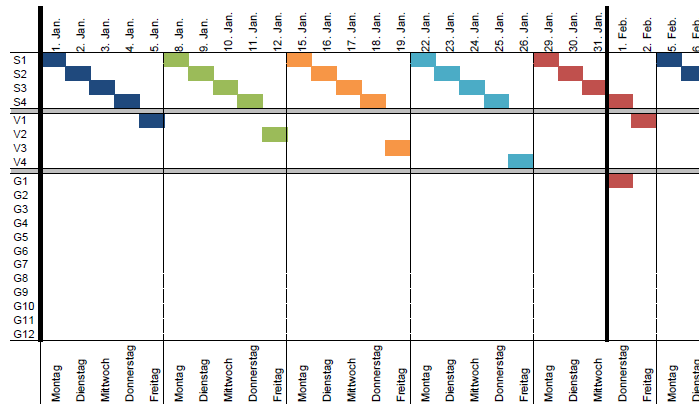 1. Jan.
2. Jan.
3. Jan.
4. Jan.
5. Jan.
8. Jan.
9. Jan.
10. Jan.
11. Jan.
12. Jan.
15. Jan.
16. Jan.
17. Jan.
18. Jan.
19. Jan.
22. Jan.
23. Jan.
24. Jan.
25. Jan.
26. Jan.
29. Jan.
30. Jan.
31. Jan.
1. Feb.
2. Feb.
5. Feb.
6. Feb.
S1
S2
S3
S4
V1
V2
V3
V4
G1
G2
G3
G4
G5
G6
G7
G8
G9
G10
G11
G12
Montag
Dienstag
Mittwoch
Donnerstag
Freitag
Montag
Dienstag
Mittwoch
Donnerstag
Freitag
Montag
Dienstag
Mittwoch
Donnerstag
Freitag
Montag
Dienstag
Mittwoch
Donnerstag
Freitag
Montag
Dienstag
Mittwoch
Donnerstag
Freitag
Montag
Dienstag